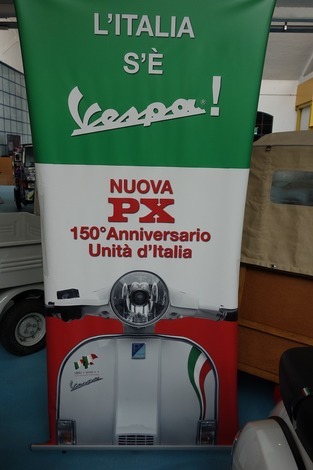 L'ITALIA
S'È
Vespa!
NUOVA
PX
150°Anniversario
Unità d'Italia